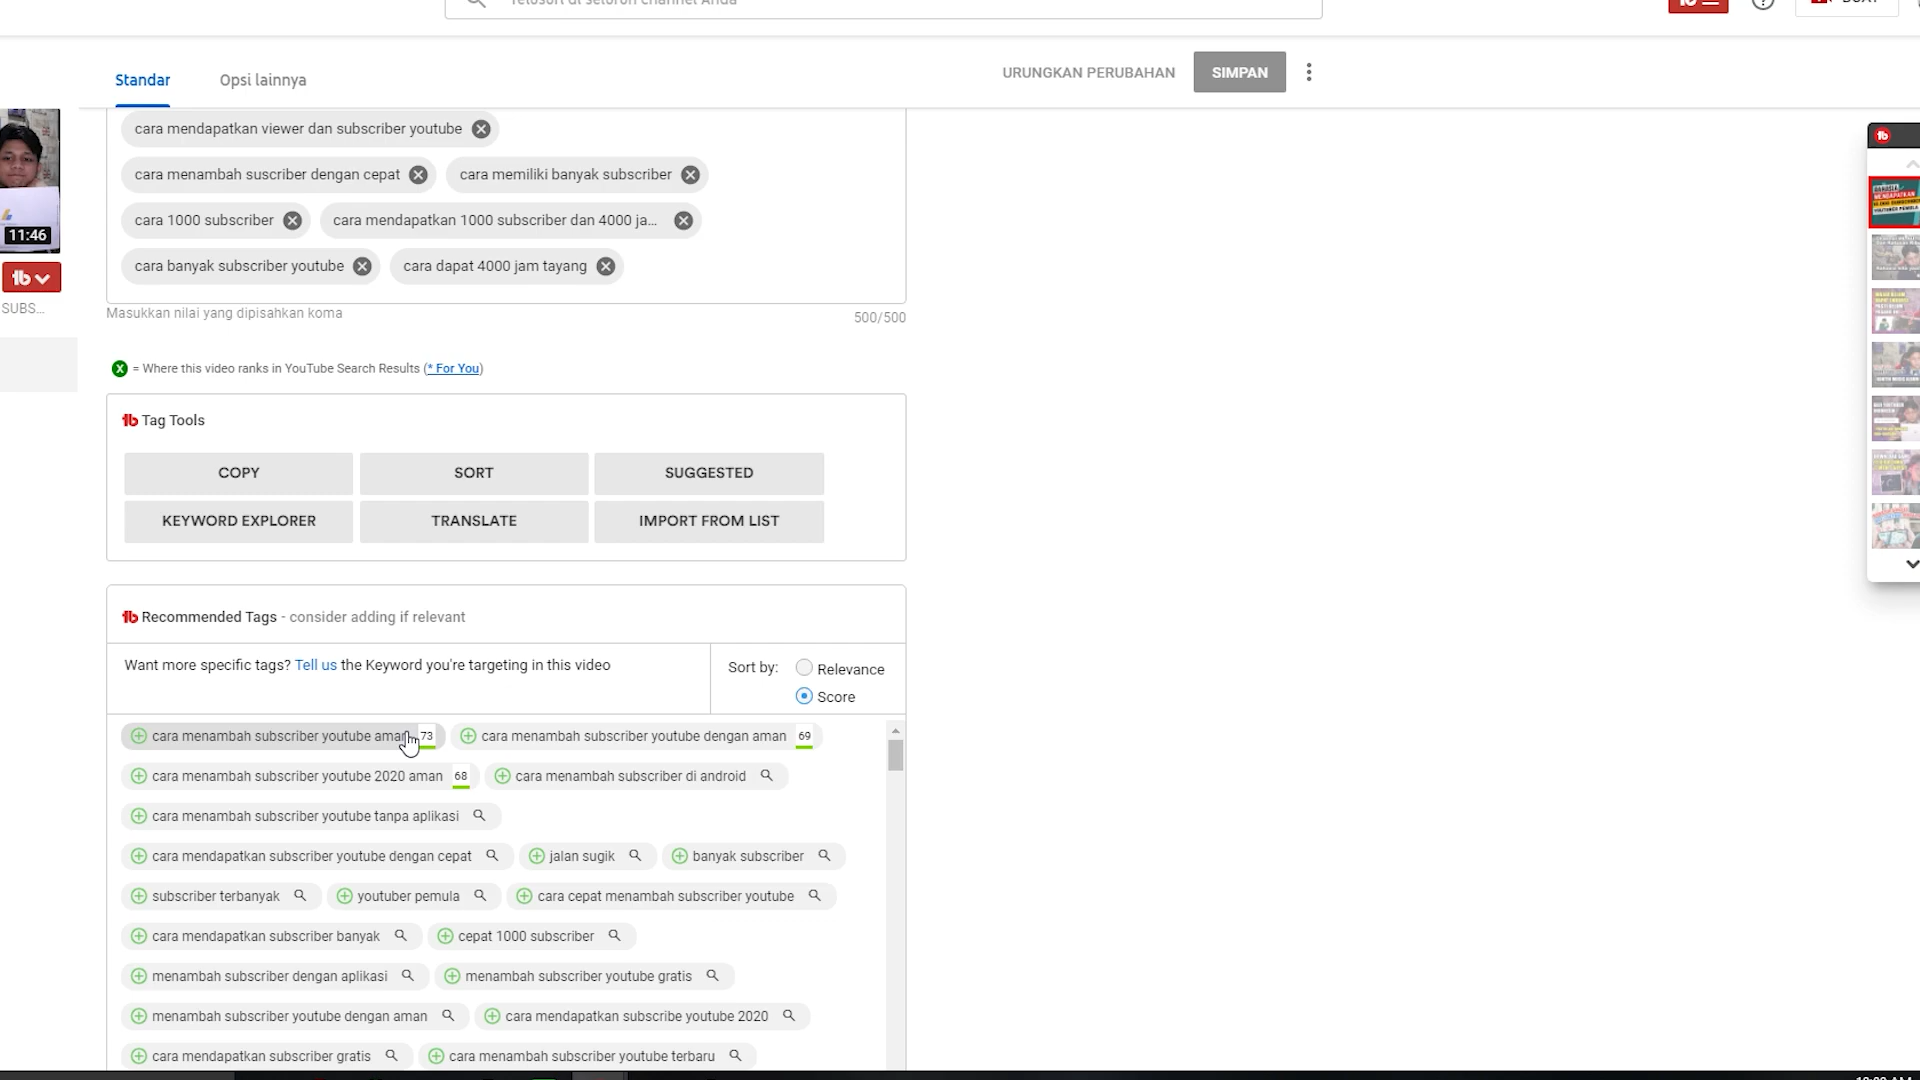 Telusuri di seluruh channel Anda
Standar
Opsi lainnya
URUNGKAN PERUBAHAN
SIMPAN
cara mendapatkan viewer dan subscriber youtube
cara menambah suscriber dengan cepat
cara memiliki banyak subscriber
cara 1000 subscriber
cara mendapatkan 1000 subscriber dan 4000 ja...
cara banyak subscriber youtube
cara dapat 4000 jam tayang
11:46
SUBS...
Masukkan nilai yang dipisahkan koma
500/500
X = Where this video ranks in YouTube Search Results (* For You)
Tag Tools
COPY
SORT
SUGGESTED
KEYWORD EXPLORER
TRANSLATE
IMPORT FROM LIST
Recommended Tags - consider adding if relevant
Want more specific tags? Tell us the Keyword you're targeting in this video
Sort by:
Relevance
Score
cara menambah subscriber youtube aman 73
cara menambah subscriber youtube dengan aman 69
cara menambah subscriber youtube 2020 aman 68
cara menambah subscriber di android
cara menambah subscriber youtube tanpa aplikasi
cara mendapatkan subscriber youtube dengan cepat
jalan sugik
banyak subscriber
subscriber terbanyak
youtuber pemula
cara cepat menambah subscriber youtube
cara mendapatkan subscriber banyak
cepat 1000 subscriber
menambah subscriber dengan aplikasi
menambah subscriber youtube gratis
menambah subscriber youtube dengan aman
cara mendapatkan subscribe youtube 2020
cara mendapatkan subscriber gratis
cara menambah subscriber youtube terbaru